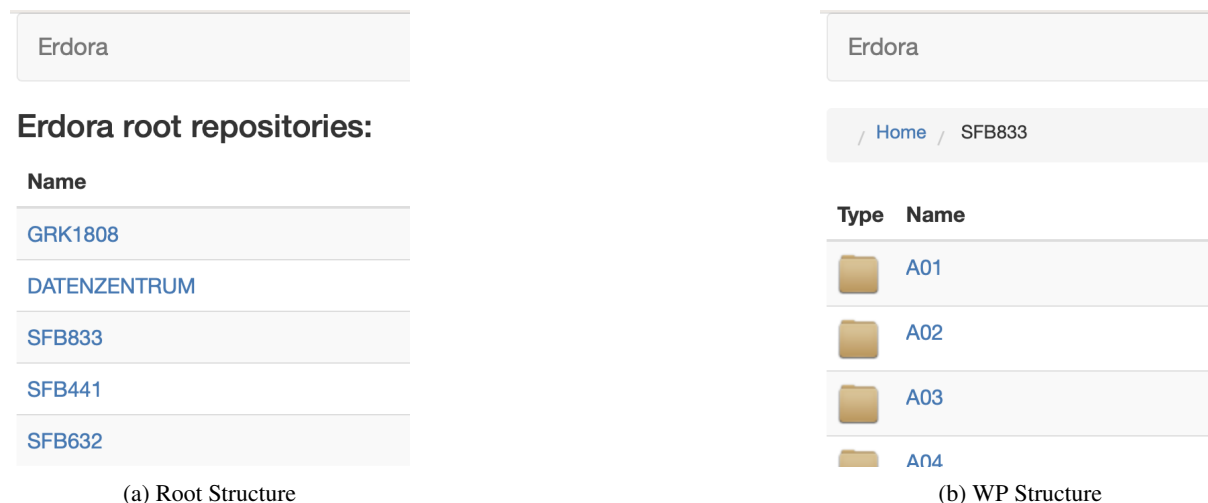 Erdora
Erdora root repositories:
Name
GRK1808
DATENZENTRUM
SFB833
SFB441
SFB632
(a) Root Structure
Erdora
/ Home / SFB833
Type Name
A01
A02
A03
A04
(b) WP Structure